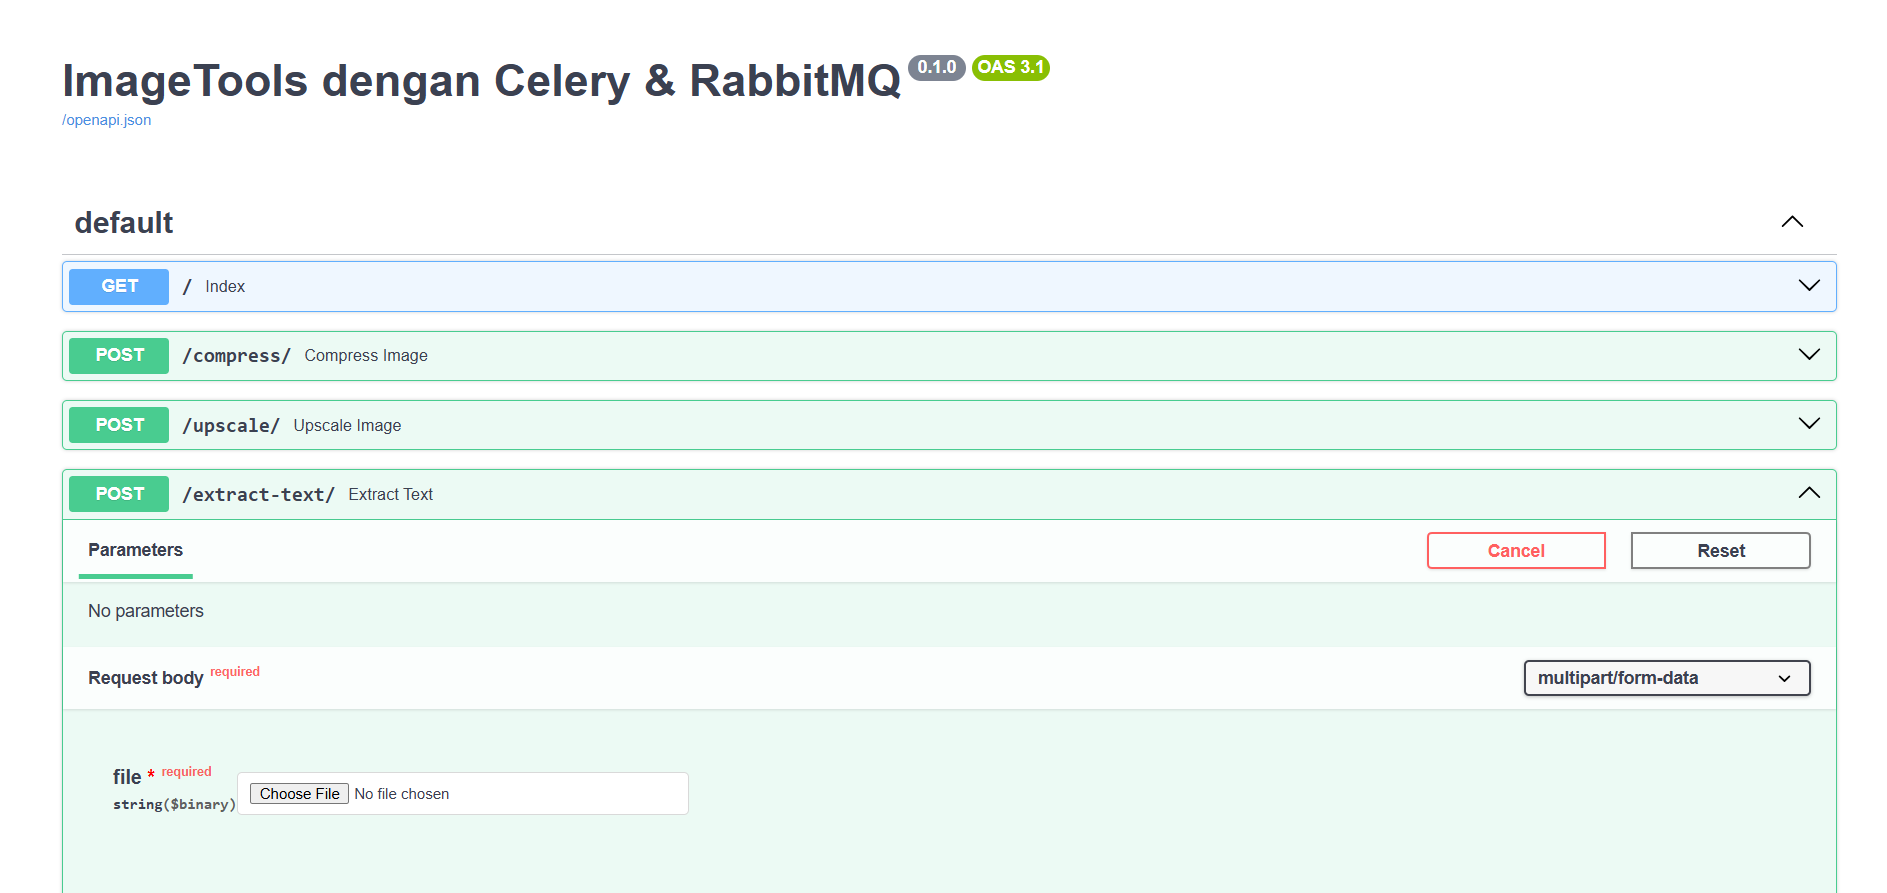 ImageTools dengan Celery & RabbitMQ 0.1.0 OAS 3.1
/openapi.json
default
GET / Index
POST /compress/ Compress Image
POST /upscale/ Upscale Image
POST /extract-text/ Extract Text
Parameters Cancel Reset
No parameters
Request body required multipart/form-data
file * required
string($binary) Choose File No file chosen